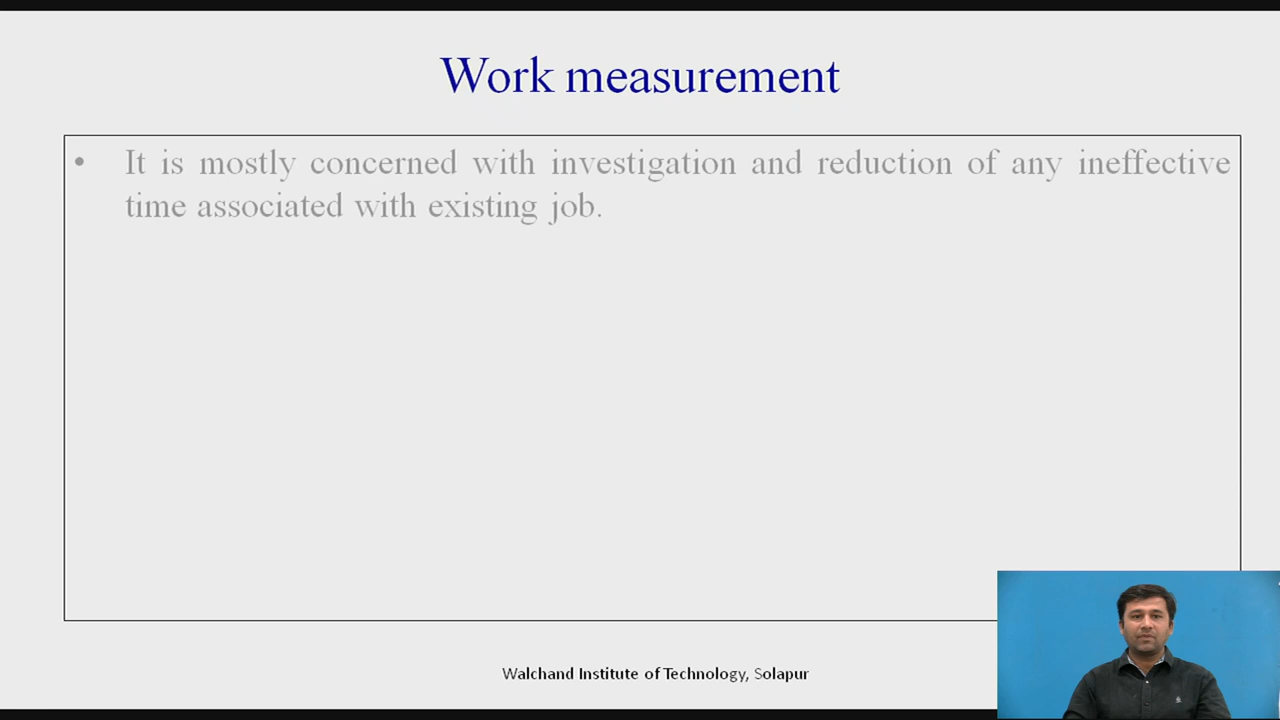 Work measurement
• It is mostly concerned with investigation and reduction of any ineffective
time associated with existing job.
Walchand Institute of Technology, Solapur